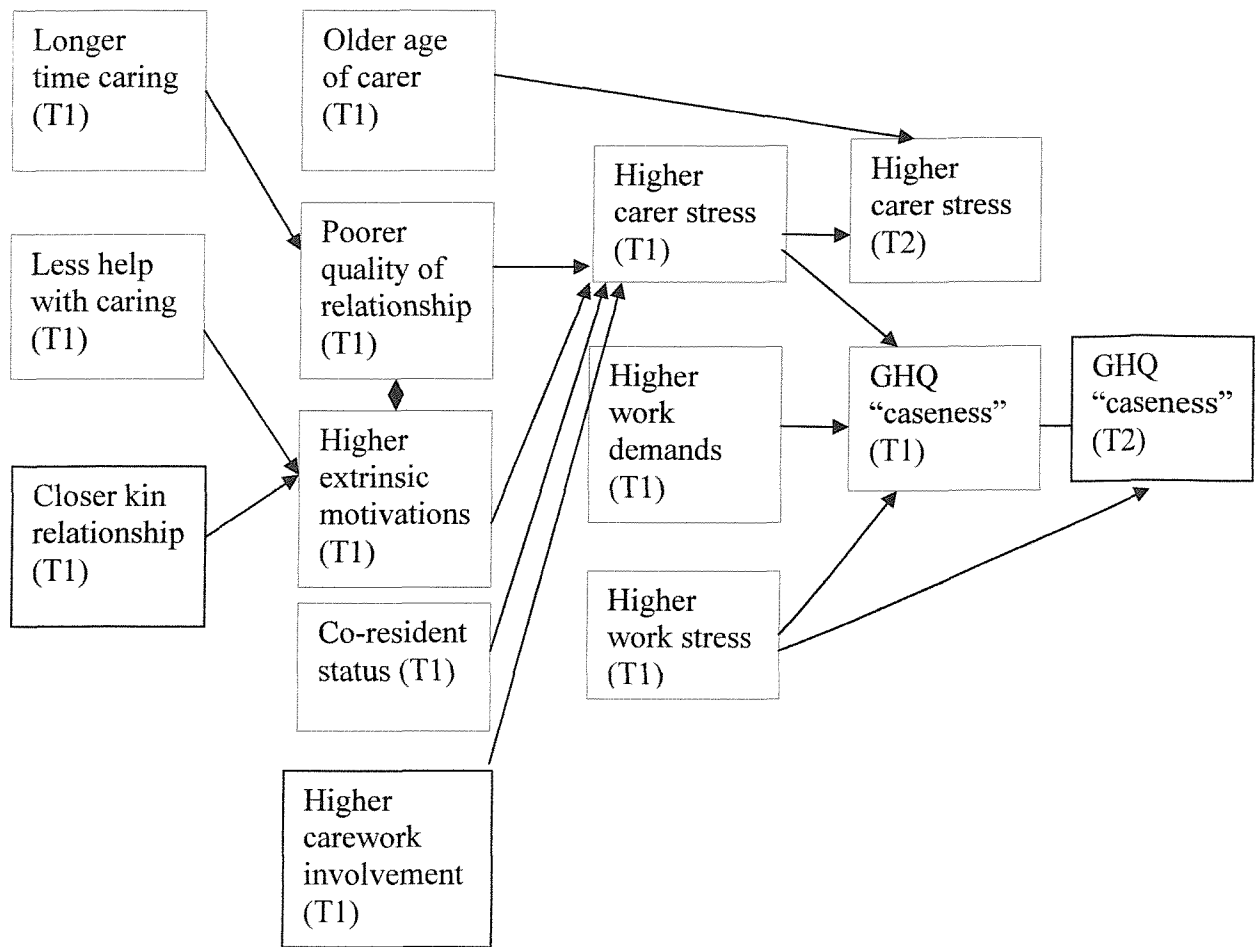 Longer
time caring
(T1)
Older age
of carer
(T1)
Higher
carer stress
(T1)
Higher
carer stress
(T2)
Less help
with caring
(T1)
Poorer
quality of
relationship
(T1)
Higher
work
demands
(T1)
GHQ
“caseness”
(T1)
GHQ
“caseness”
(T2)
Closer kin
relationship
(T1)
Higher
extrinsic
motivations
(T1)
Co-resident
status (T1)
Higher
work stress
(T1)
Higher
carework
involvement
(T1)